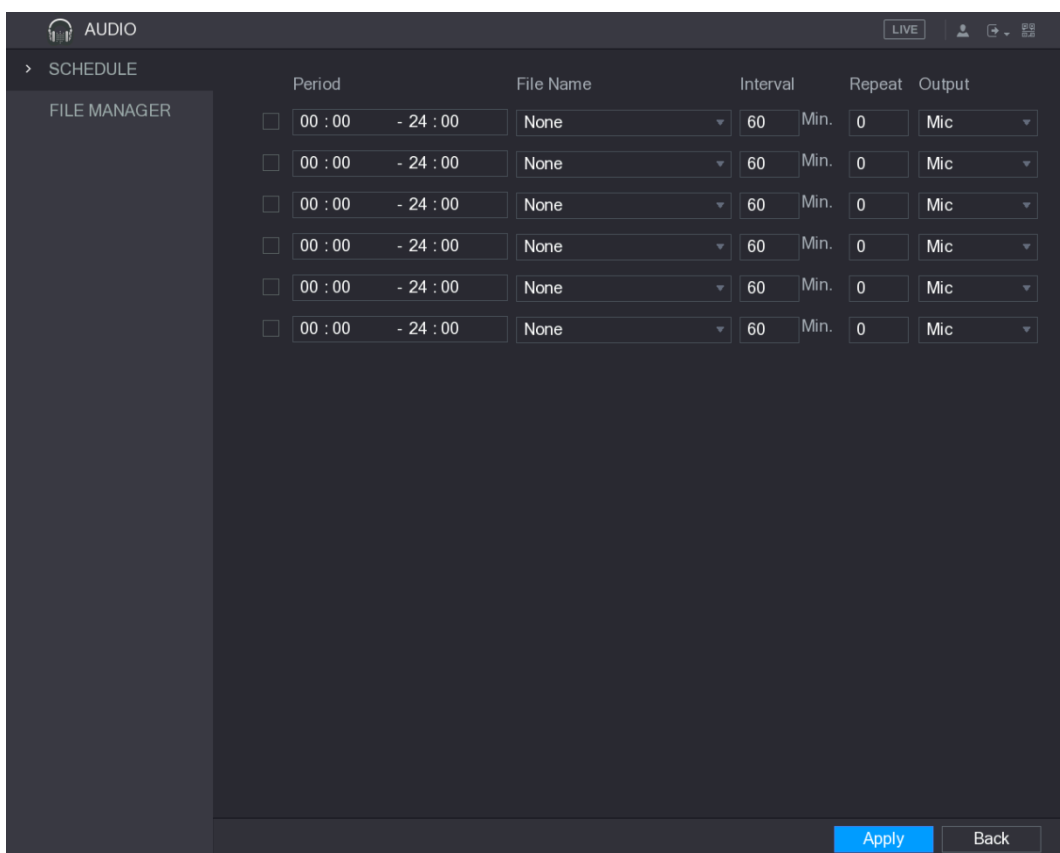 AUDIO LIVE
SCHEDULE
FILE MANAGER
Period File Name Interval Repeat Output
00 : 00 - 24 : 00 None 60 Min. 0 Mic
00 : 00 - 24 : 00 None 60 Min. 0 Mic
00 : 00 - 24 : 00 None 60 Min. 0 Mic
00 : 00 - 24 : 00 None 60 Min. 0 Mic
00 : 00 - 24 : 00 None 60 Min. 0 Mic
00 : 00 - 24 : 00 None 60 Min. 0 Mic
Apply Back